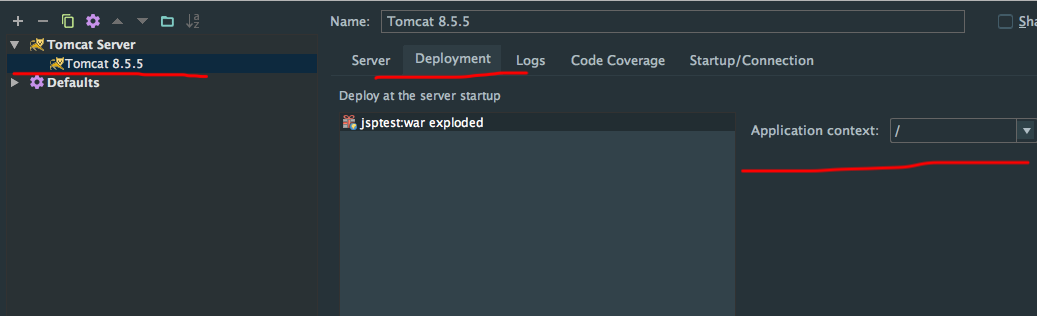 Name: Tomcat 8.5.5
Tomcat Server
Tomcat 8.5.5
Defaults
Server Deployment Logs Code Coverage Startup/Connection
Deploy at the server startup
jsptest:war exploded
Application context: /